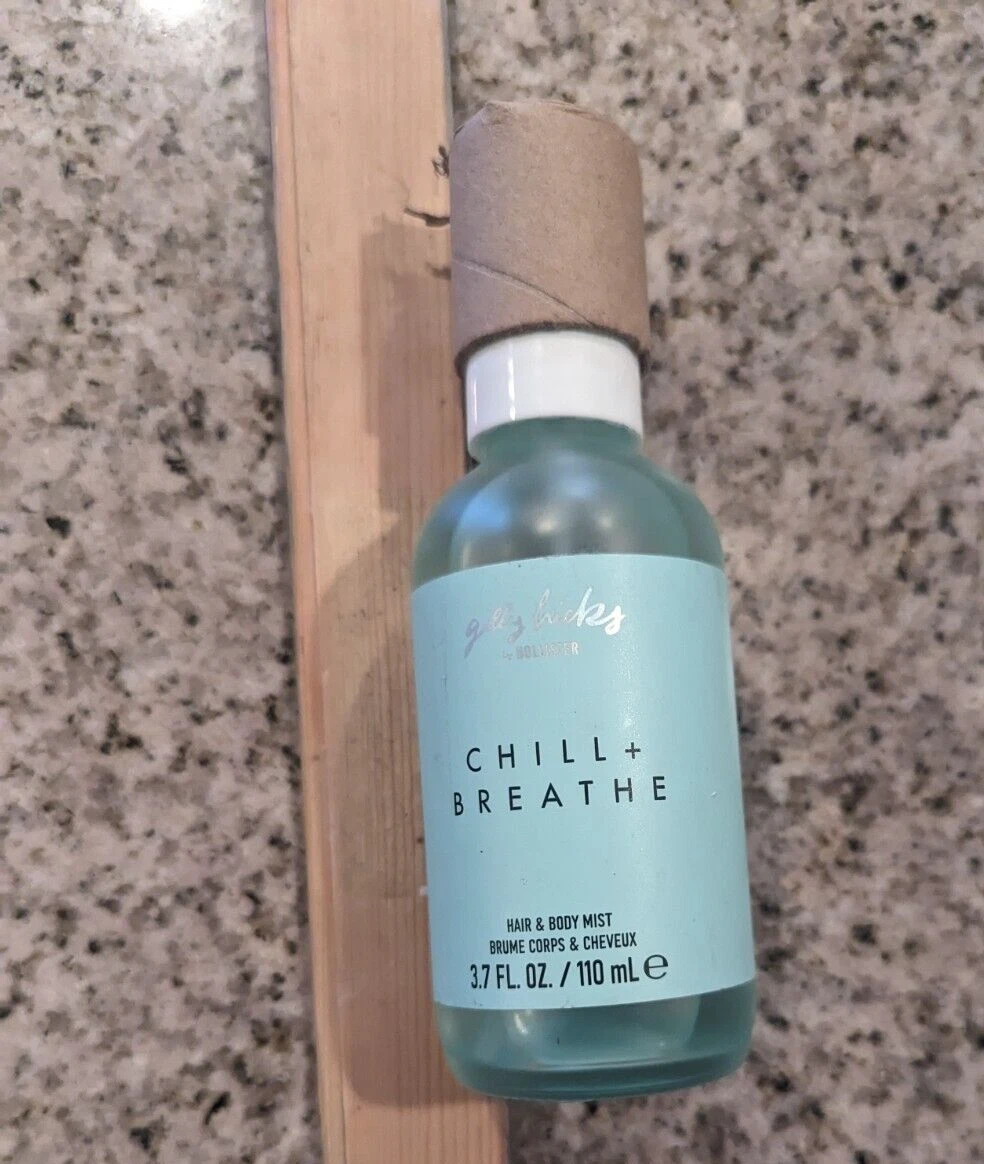 gilly hicks
by HOLLISTER
CHILL +
BREATHE
HAIR & BODY MIST
BRUME CORPS & CHEVEUX
3.7 FL. OZ. / 110 mL ℮